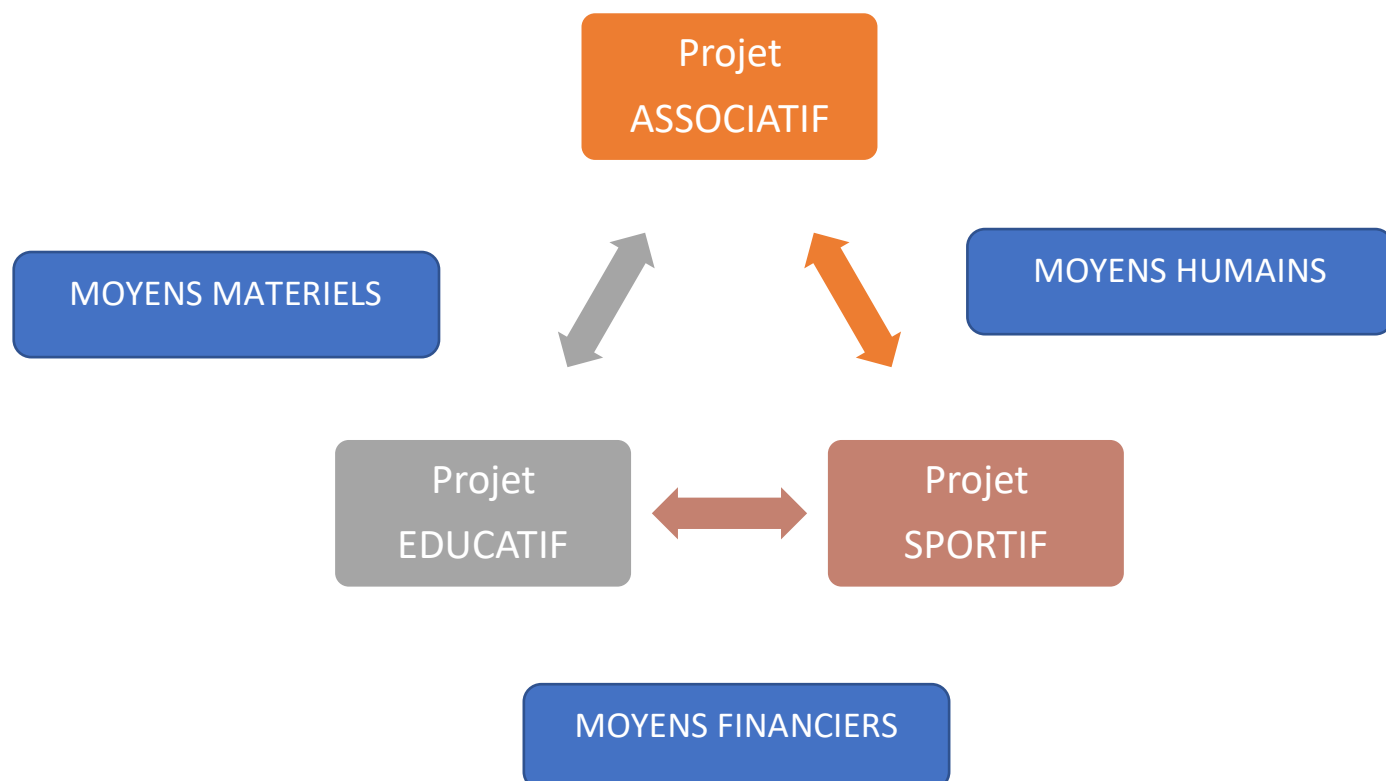 Projet
ASSOCIATIF
MOYENS MATERIELS
MOYENS HUMAINS
Projet
EDUCATIF
Projet
SPORTIF
MOYENS FINANCIERS